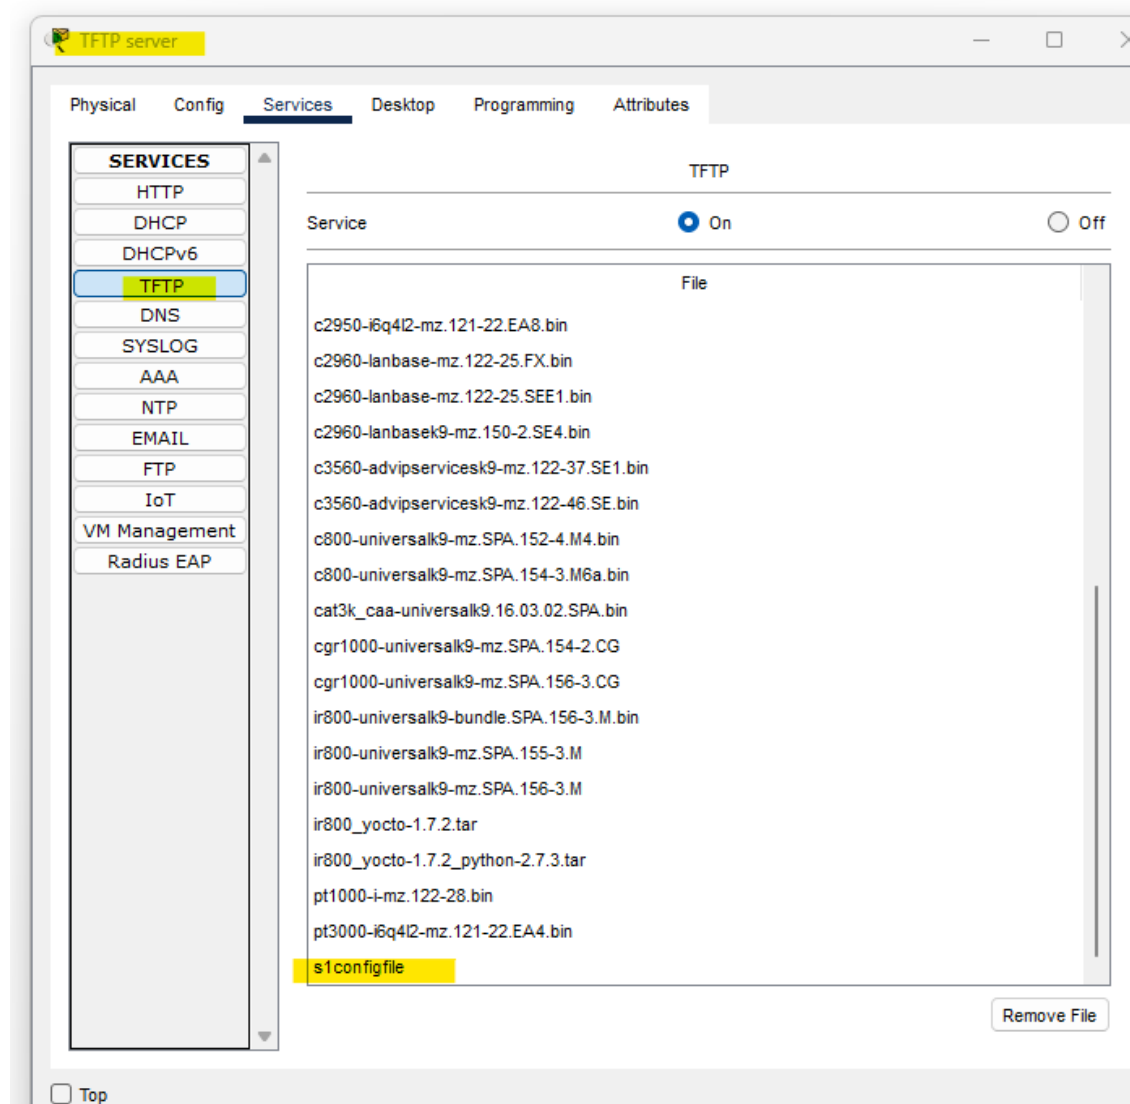 TFTP server
Physical Config Services Desktop Programming Attributes
SERVICES
HTTP
DHCP
DHCPv6
TFTP
DNS
SYSLOG
AAA
NTP
EMAIL
FTP
IoT
VM Management
Radius EAP
TFTP
Service On Off
File
c2950-i6q4l2-mz.121-22.EA8.bin
c2960-lanbase-mz.122-25.FX.bin
c2960-lanbase-mz.122-25.SEE1.bin
c2960-lanbasek9-mz.150-2.SE4.bin
c3560-advipservicesk9-mz.122-37.SE1.bin
c3560-advipservicesk9-mz.122-46.SE.bin
c800-universalk9-mz.SPA.152-4.M4.bin
c800-universalk9-mz.SPA.154-3.M6a.bin
cat3k_caa-universalk9.16.03.02.SPA.bin
cgr1000-universalk9-mz.SPA.154-2.CG
cgr1000-universalk9-mz.SPA.156-3.CG
ir800-universalk9-bundle.SPA.156-3.M.bin
ir800-universalk9-mz.SPA.155-3.M
ir800-universalk9-mz.SPA.156-3.M
ir800_yocto-1.7.2.tar
ir800_yocto-1.7.2_python-2.7.3.tar
pt1000-i-mz.122-28.bin
pt3000-i6q4l2-mz.121-22.EA4.bin
s1configfile
Remove File
Top